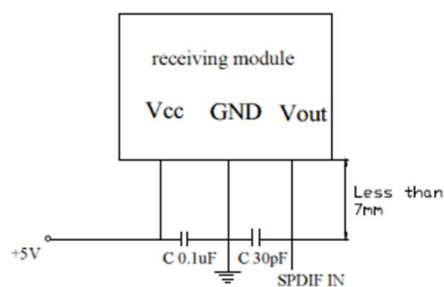 receiving module
Vcc GND Vout
Less than
7mm
+5V
C 0.1uF
C 30pF
SPDIF IN